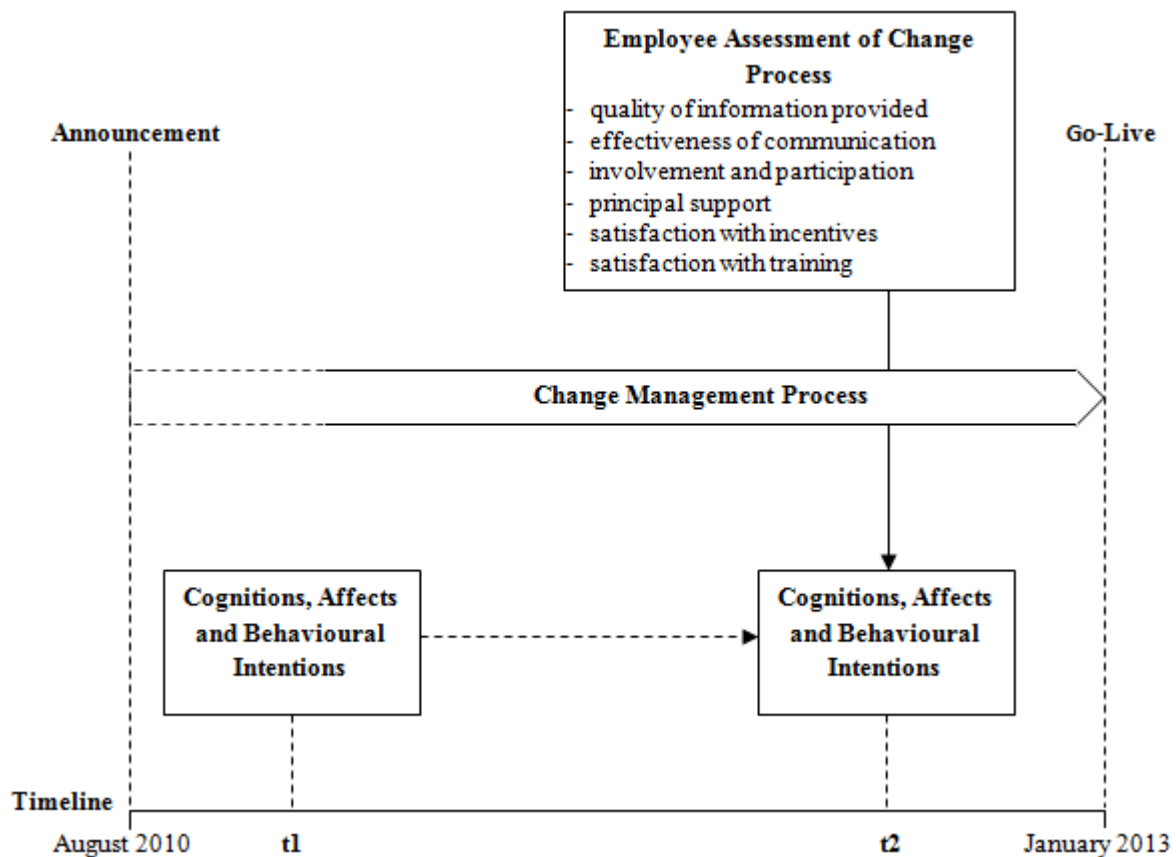 Employee Assessment of Change
Process
- quality of information provided
- effectiveness of communication
- involvement and participation
- principal support
- satisfaction with incentives
- satisfaction with training
Announcement
Go-Live
Change Management Process
Cognitions, Affects
and Behavioural
Intentions
Cognitions, Affects
and Behavioural
Intentions
Timeline
August 2010
t1
t2
January 2013